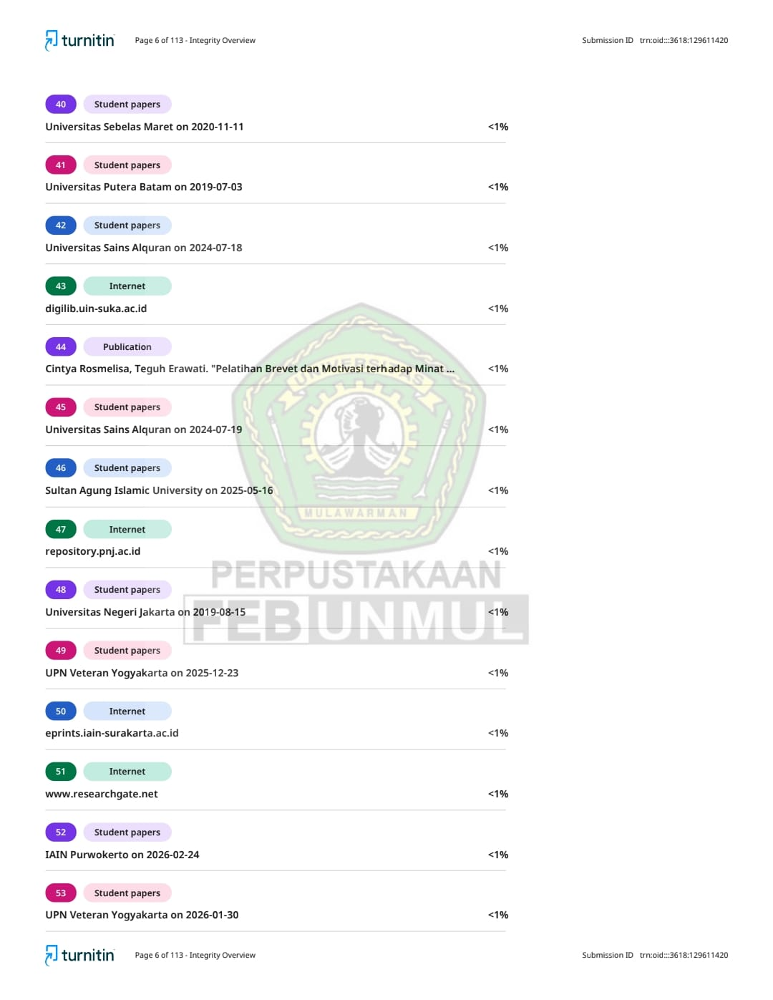 turnitin Page 6 of 113 - Integrity Overview Submission ID trn:oid:::3618:129611420
40 Student papers
Universitas Sebelas Maret on 2020-11-11 <1%
41 Student papers
Universitas Putera Batam on 2019-07-03 <1%
42 Student papers
Universitas Sains Alquran on 2024-07-18 <1%
43 Internet
digilib.uin-suka.ac.id <1%
44 Publication
Cintya Rosmelisa, Teguh Erawati. "Pelatihan Brevet dan Motivasi terhadap Minat ... <1%
UNIVERSITAS
45 Student papers
Universitas Sains Alquran on 2024-07-19 <1%
46 Student papers
Sultan Agung Islamic University on 2025-05-16 <1%
MULAWARMAN
47 Internet
repository.pnj.ac.id <1%
PERPUSTAKAAN
48 Student papers
Universitas Negeri Jakarta on 2019-08-15 <1%
FEB UNMUL
49 Student papers
UPN Veteran Yogyakarta on 2025-12-23 <1%
50 Internet
eprints.iain-surakarta.ac.id <1%
51 Internet
www.researchgate.net <1%
52 Student papers
IAIN Purwokerto on 2026-02-24 <1%
53 Student papers
UPN Veteran Yogyakarta on 2026-01-30 <1%
turnitin Page 6 of 113 - Integrity Overview Submission ID trn:oid:::3618:129611420